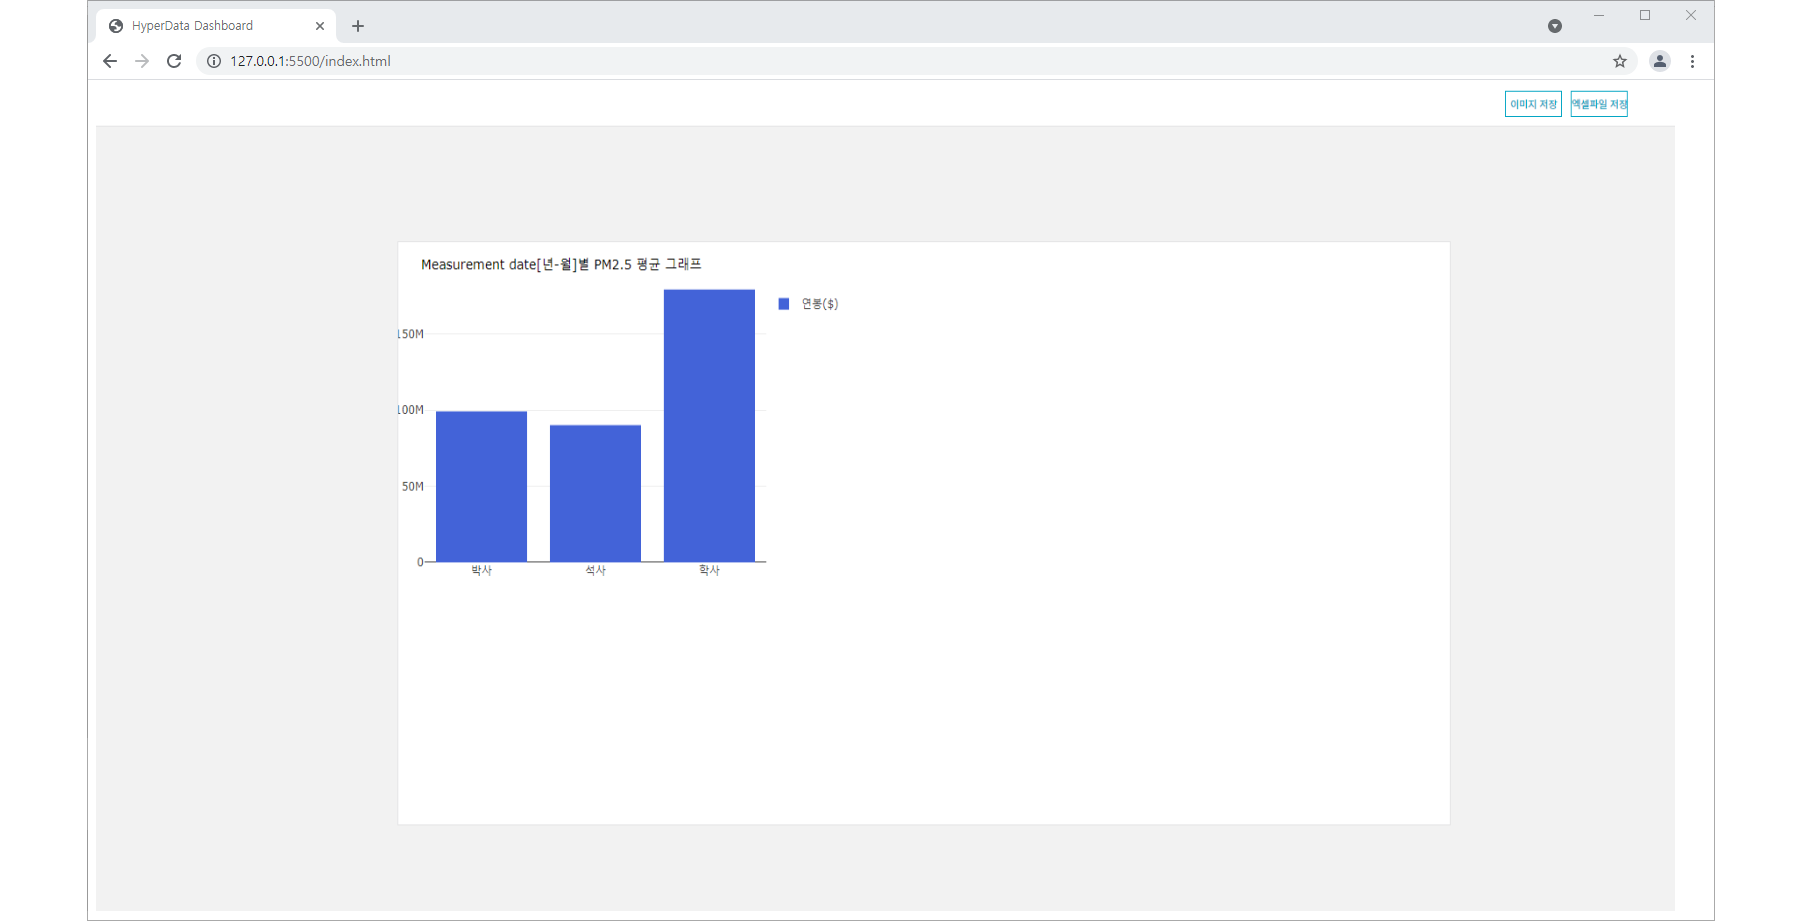 HyperData Dashboard
127.0.0.1:5500/index.html
이미지 저장 엑셀파일 저장
Measurement date[년-월]별 PM2.5 평균 그래프
연봉($)
150M
100M
50M
0
박사 석사 학사